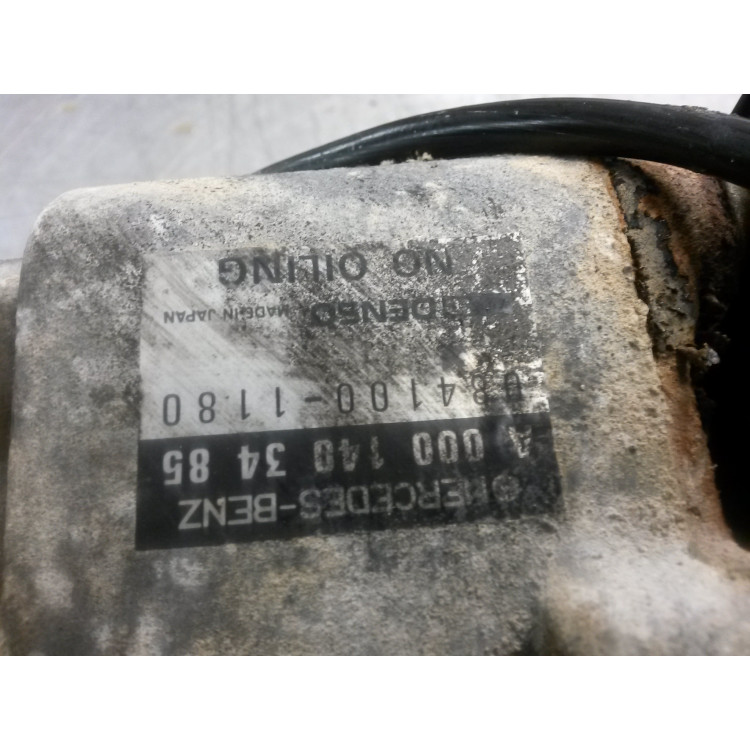 MERCEDES-BENZ
A 000 140 34 85
084100-1180
DENSO MADE IN JAPAN
NO OILING